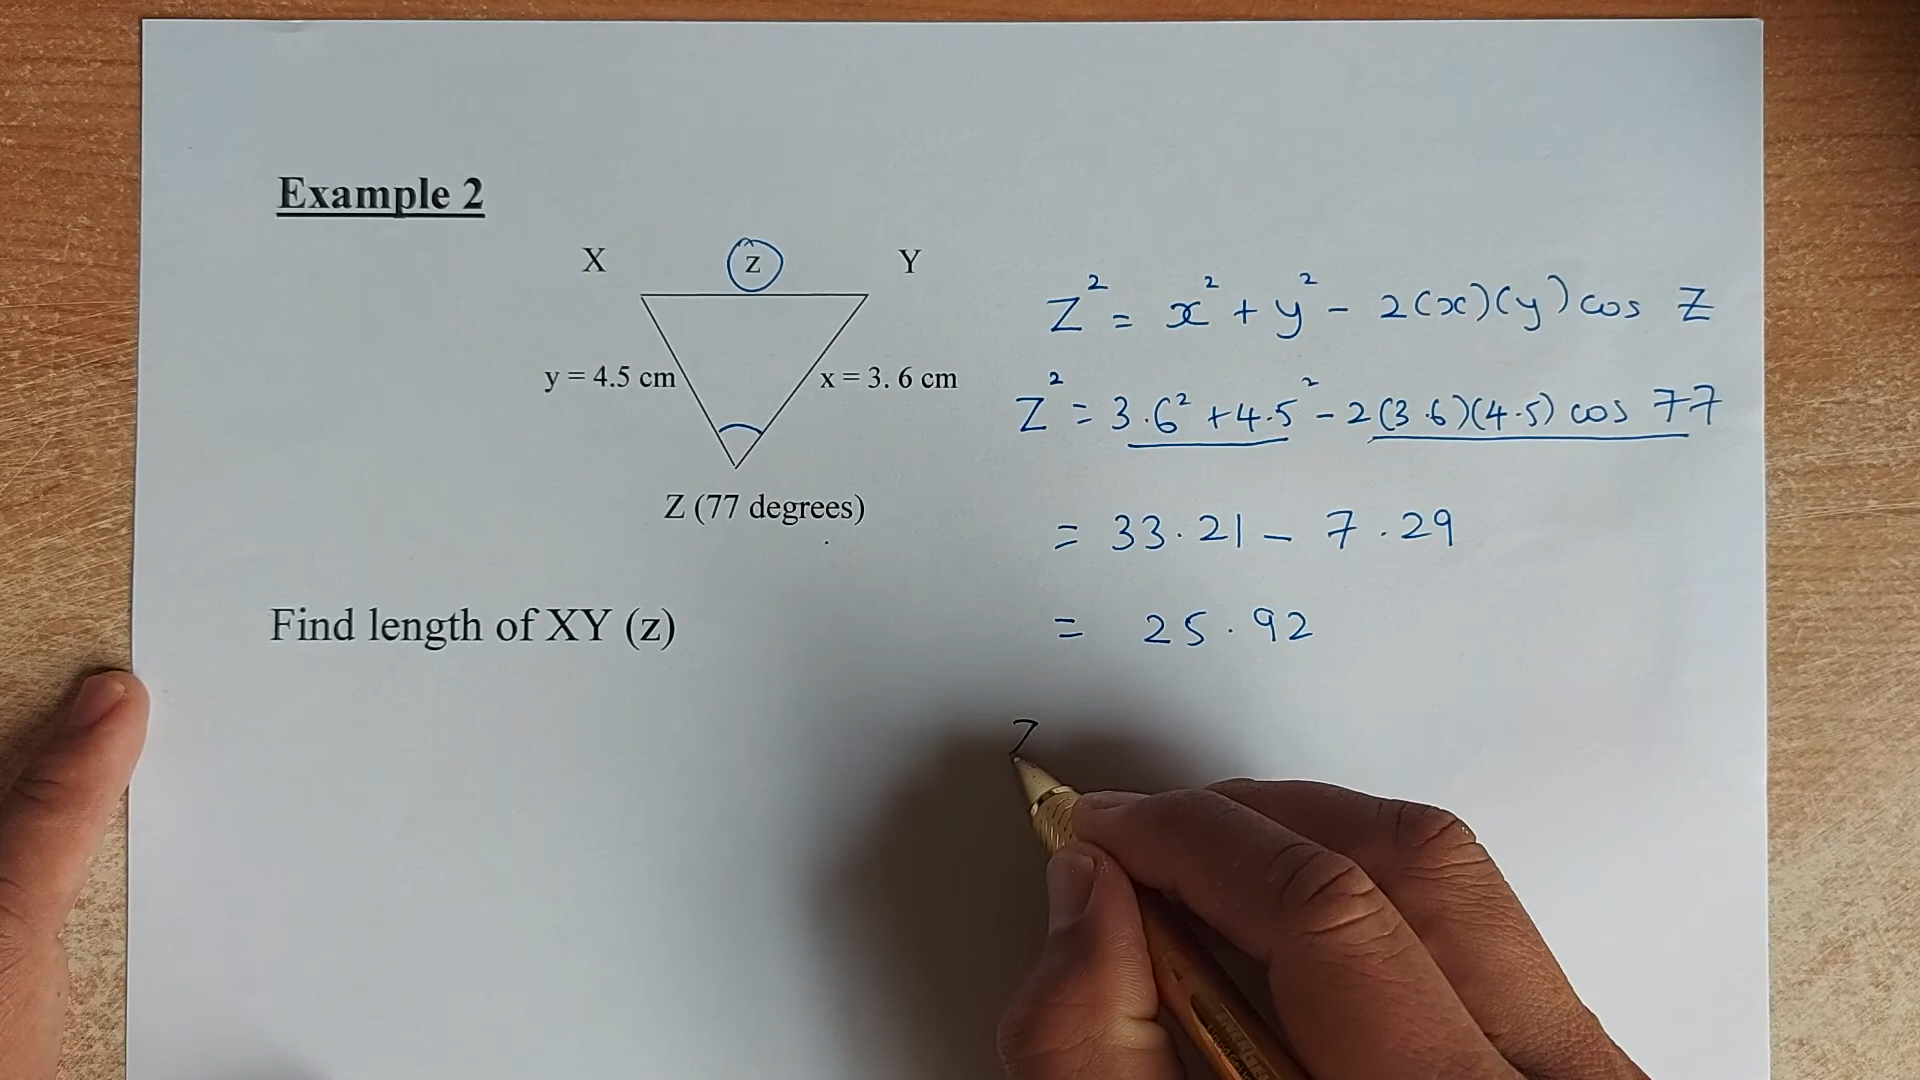 Example 2
X z Y
y = 4.5 cm
x = 3. 6 cm
Z (77 degrees)
Find length of XY (z)
z² = x² + y² - 2(x)(y) cos Z
z² = 3.6² + 4.5² - 2(3.6)(4.5) cos 77
= 33.21 - 7.29
= 25.92